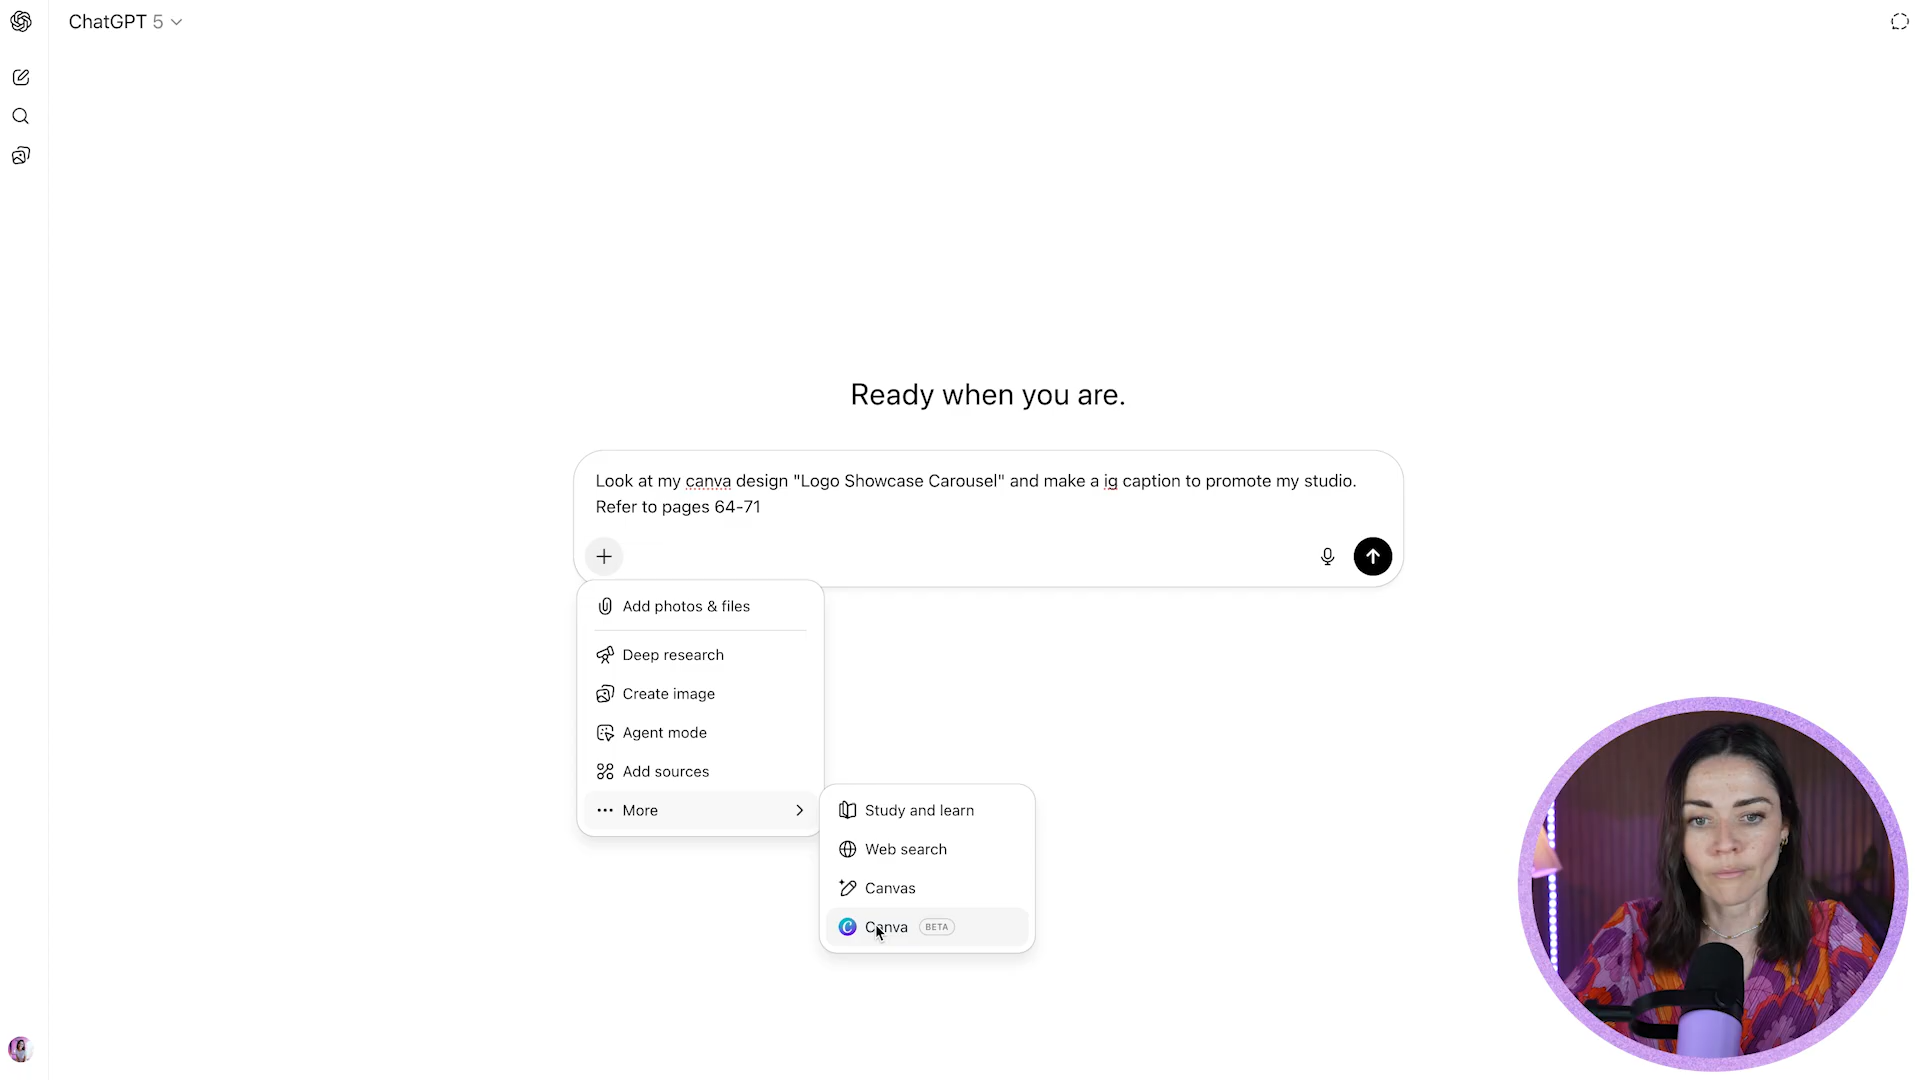 ChatGPT 5
Ready when you are.
Look at my canva design "Logo Showcase Carousel" and make a ig caption to promote my studio.
Refer to pages 64-71
Add photos & files
Deep research
Create image
Agent mode
Add sources
More
Study and learn
Web search
Canvas
Canva BETA